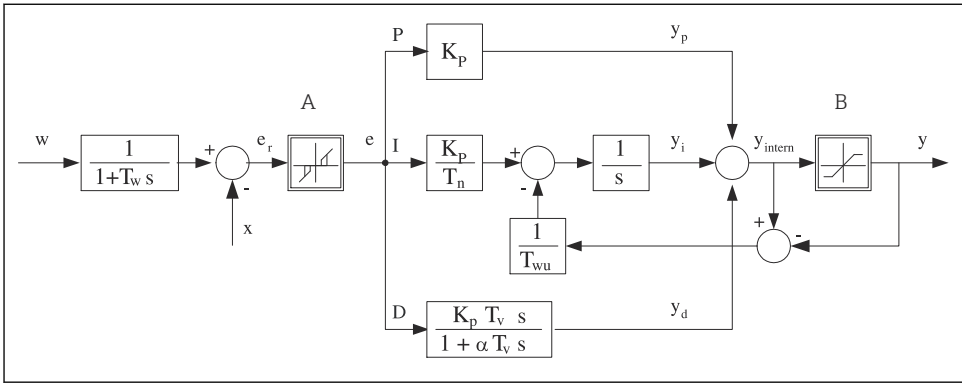 P
K_P
y_p
A
B
w
1
1+T_w s
+
-
x
e_r
e
I
K_P
T_n
+
-
1
s
y_i
y_intern
y
1
T_wu
+
-
D
K_p T_v s
1 + α T_v s
y_d